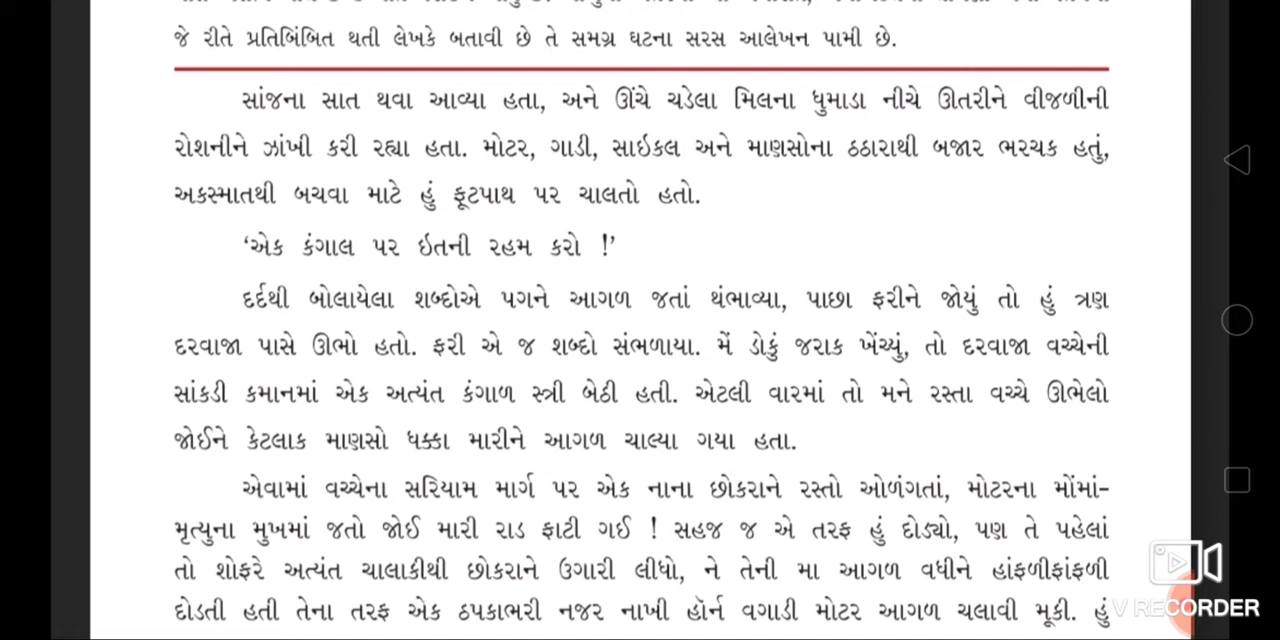 જે રીતે પ્રતિબિંબિત થતી લેખકે બતાવી છે તે સમગ્ર ઘટના સરસ આલેખન પામી છે.
સાંજના સાત થવા આવ્યા હતા, અને ઊંચે ચડેલા મિલના ધુમાડા નીચે ઊતરીને વીજળીની
રોશનીને ઝાંખી કરી રહ્યા હતા. મોટર, ગાડી, સાઇકલ અને માણસોના ઠઠારાથી બજાર ભરચક હતું,
અકસ્માતથી બચવા માટે હું ફૂટપાથ પર ચાલતો હતો.
‘એક કંગાલ પર ઇતની રહમ કરો !’
દર્દથી બોલાયેલા શબ્દોએ પગને આગળ જતાં થંભાવ્યા, પાછા ફરીને જોયું તો હું ત્રણ
દરવાજા પાસે ઊભો હતો. ફરી એ જ શબ્દો સંભળાયા. મેં ડોકું જરાક ખેંચ્યું, તો દરવાજા વચ્ચેની
સાંકડી કમાનમાં એક અત્યંત કંગાળ સ્ત્રી બેઠી હતી. એટલી વારમાં તો મને રસ્તા વચ્ચે ઊભેલો
જોઈને કેટલાક માણસો ધક્કા મારીને આગળ ચાલ્યા ગયા હતા.
એવામાં વચ્ચેના સરિયામ માર્ગ પર એક નાના છોકરાને રસ્તો ઓળંગતાં, મોટરના મોંમાં-
મૃત્યુના મુખમાં જતો જોઈ મારી રાડ ફાટી ગઈ ! સહજ જ એ તરફ હું દોડ્યો, પણ તે પહેલાં
તો શોફરે અત્યંત ચાલાકીથી છોકરાને ઉગારી લીધો, ને તેની મા આગળ વધીને હાંફળીફાંફળી
દોડતી હતી તેના તરફ એક ઠપકાભરી નજર નાખી હૉર્ન વગાડી મોટર આગળ ચલાવી મૂકી. હું
V RECORDER